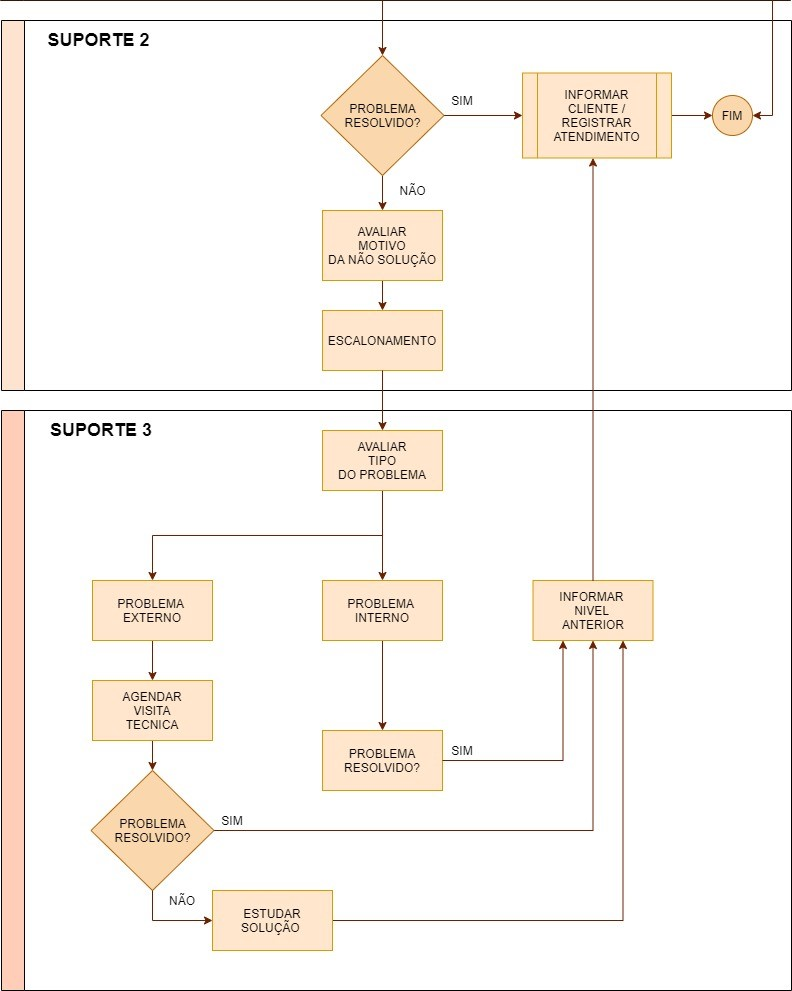 SUPORTE 2
PROBLEMA
RESOLVIDO?
SIM
INFORMAR
CLIENTE /
REGISTRAR
ATENDIMENTO
FIM
NÃO
AVALIAR
MOTIVO
DA NÃO SOLUÇÃO
ESCALONAMENTO
SUPORTE 3
AVALIAR
TIPO
DO PROBLEMA
PROBLEMA
EXTERNO
PROBLEMA
INTERNO
INFORMAR
NIVEL
ANTERIOR
AGENDAR
VISITA
TECNICA
PROBLEMA
RESOLVIDO?
SIM
PROBLEMA
RESOLVIDO?
SIM
NÃO
ESTUDAR
SOLUÇÃO